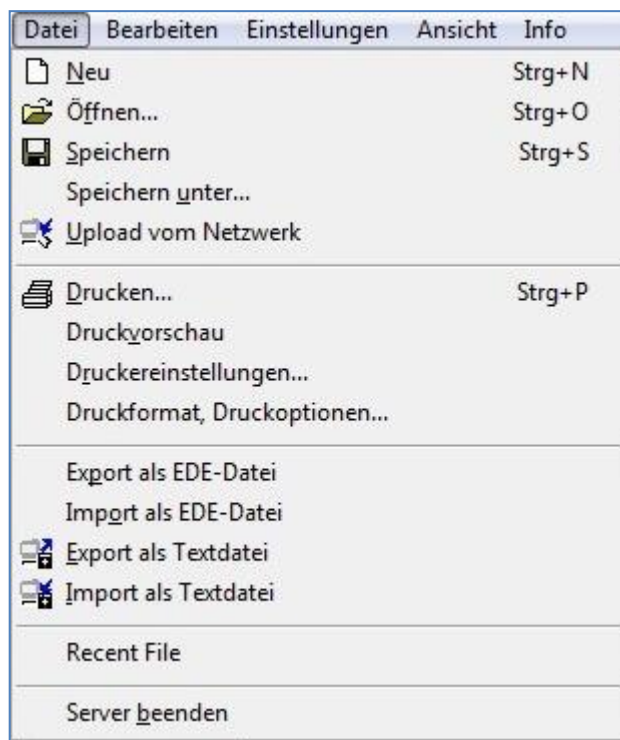 Datei Bearbeiten Einstellungen Ansicht Info
Neu Strg+N
Öffnen... Strg+O
Speichern Strg+S
Speichern unter...
Upload vom Netzwerk
Drucken... Strg+P
Druckvorschau
Druckereinstellungen...
Druckformat, Druckoptionen...
Export als EDE-Datei
Import als EDE-Datei
Export als Textdatei
Import als Textdatei
Recent File
Server beenden